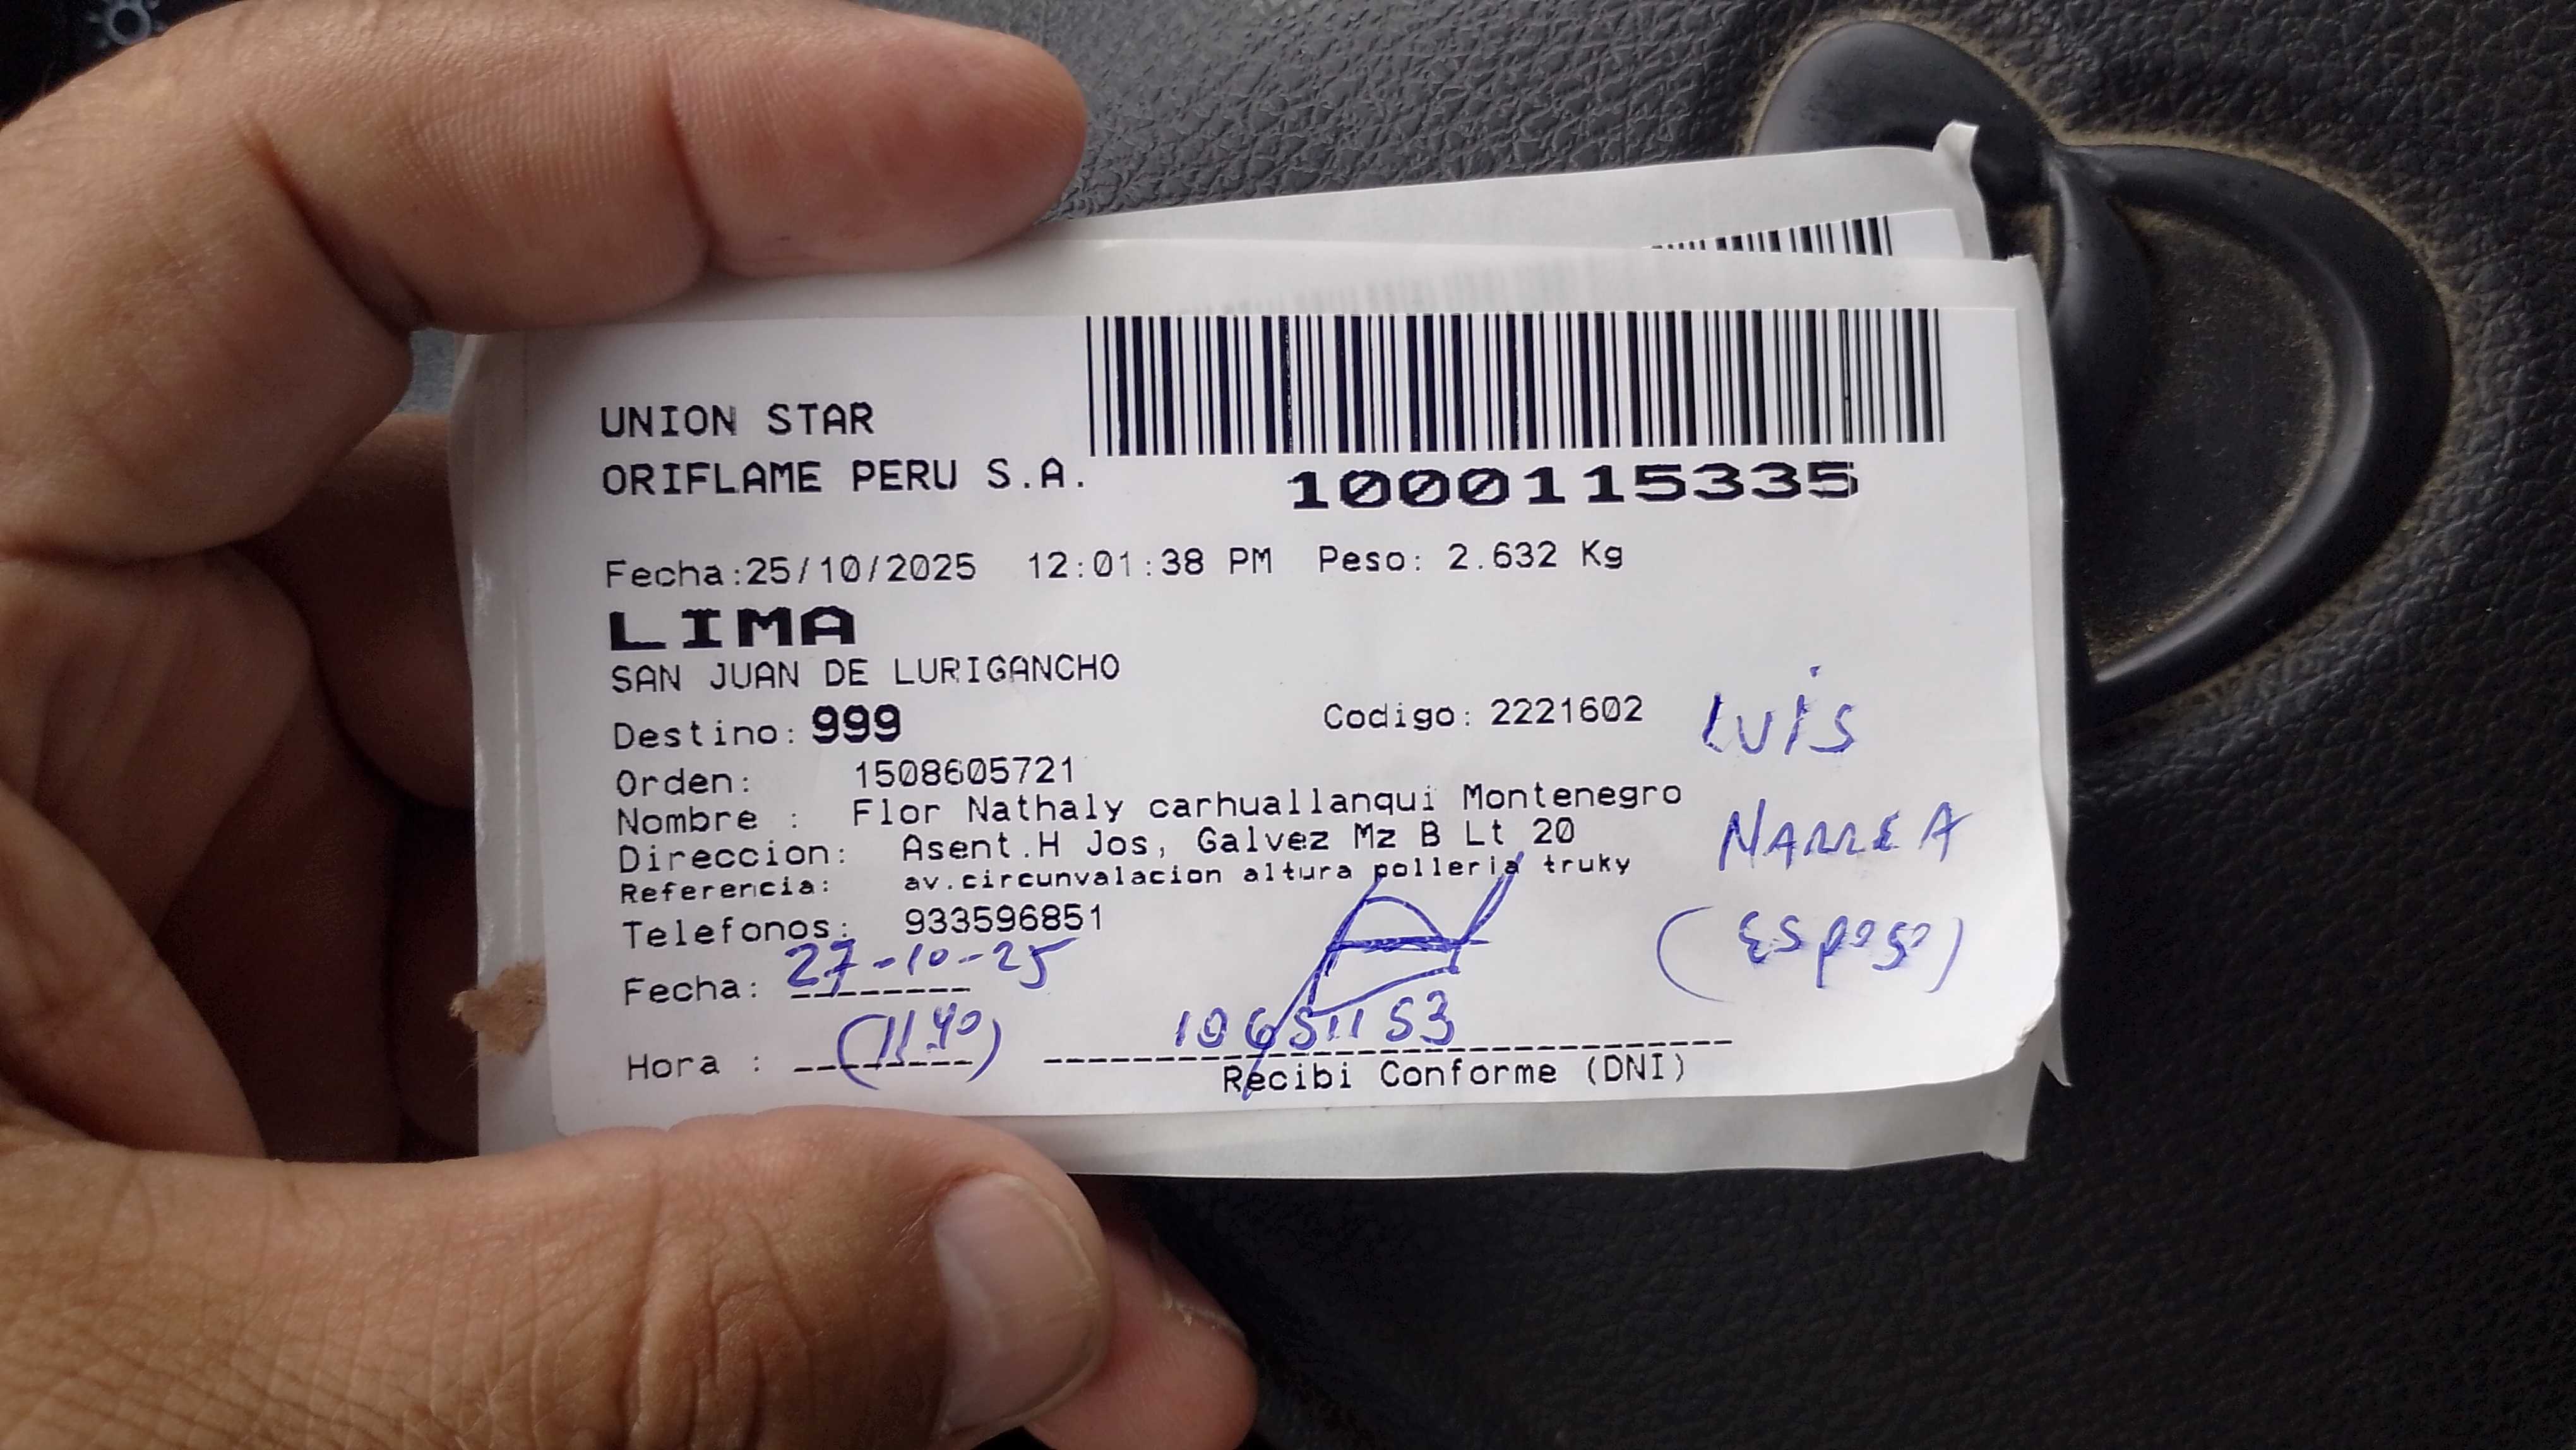 UNION STAR
ORIFLAME PERU S.A.
1000115335
Fecha:25/10/2025 12:01:38 PM Peso: 2.632 Kg
LIMA
SAN JUAN DE LURIGANCHO
Destino: 999 Codigo: 2221602
Orden: 1508605721
Nombre : Flor Nathaly carhuallanqui Montenegro
Direccion: Asent.H Jos, Galvez Mz B Lt 20
Referencia: av.circunvalacion altura polleria truky
Telefonos: 933596851
Luis
NARREA
(Esposo)
Fecha: 27-10-25
Hora : (11:40)
Recibi Conforme (DNI)